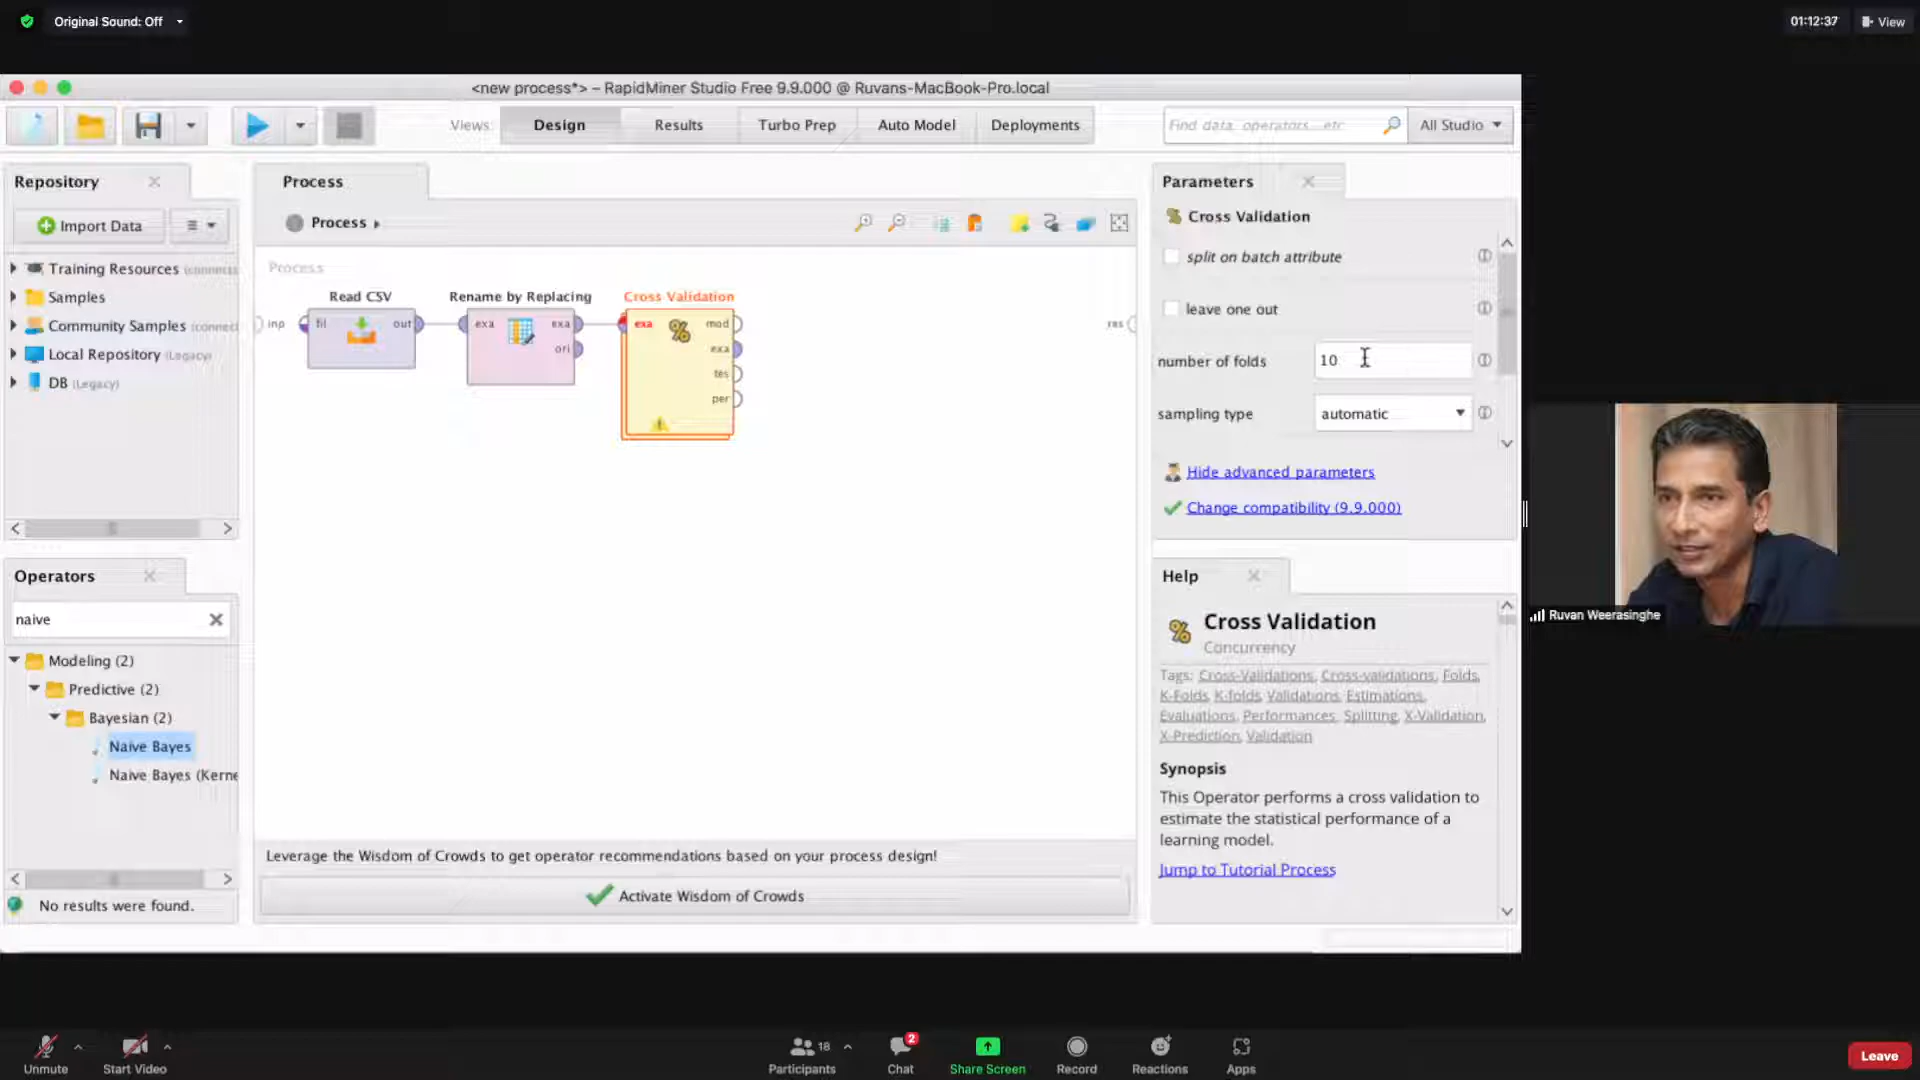 Original Sound: Off
01:12:37
View
<new process*> – RapidMiner Studio Free 9.9.000 @ Ruvans-MacBook-Pro.local
Views:
Design
Results
Turbo Prep
Auto Model
Deployments
Find data, operators...etc
All Studio
Repository
Import Data
Training Resources (connecte
Samples
Community Samples (connect
Local Repository (Legacy)
DB (Legacy)
Process
Process
Process
Read CSV
Rename by Replacing
Cross Validation
inp
fil
out
exa
exa
ori
exa
mod
exa
tes
per
res
Leverage the Wisdom of Crowds to get operator recommendations based on your process design!
Activate Wisdom of Crowds
Operators
naive
Modeling (2)
Predictive (2)
Bayesian (2)
Naive Bayes
Naive Bayes (Kerne
No results were found.
Parameters
Cross Validation
split on batch attribute
leave one out
number of folds
10
sampling type
automatic
Hide advanced parameters
Change compatibility (9.9.000)
Help
Cross Validation
Concurrency
Tags: Cross-Validations, Cross-validations, Folds,
K-Folds, K-folds, Validations, Estimations,
Evaluations, Performances, Splitting, X-Validation,
X-Prediction, Validation
Synopsis
This Operator performs a cross validation to
estimate the statistical performance of a
learning model.
Jump to Tutorial Process
Ruvan Weerasinghe
Unmute
Start Video
18
Participants
2
Chat
Share Screen
Record
Reactions
Apps
Leave